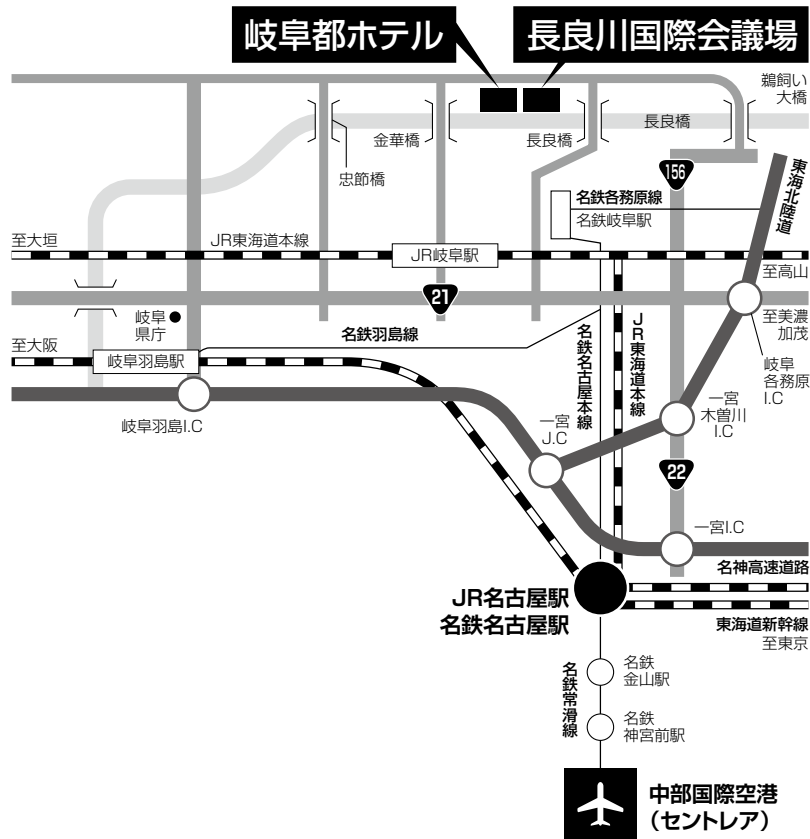 岐阜都ホテル
長良川国際会議場
鵜飼い
大橋
長良橋
金華橋
長良橋
忠節橋
156
東海北陸道
名鉄各務原線
名鉄岐阜駅
至大垣
JR東海道本線
JR岐阜駅
至高山
21
岐阜
県庁
名鉄羽島線
名鉄名古屋本線
JR東海道本線
至美濃
加茂
至大阪
岐阜羽島駅
岐阜
各務原
I.C
一宮
木曽川
I.C
岐阜羽島I.C
一宮
J.C
22
一宮I.C
名神高速道路
JR名古屋駅
名鉄名古屋駅
東海道新幹線
至東京
名鉄常滑線
名鉄
金山駅
名鉄
神宮前駅
中部国際空港
（セントレア）